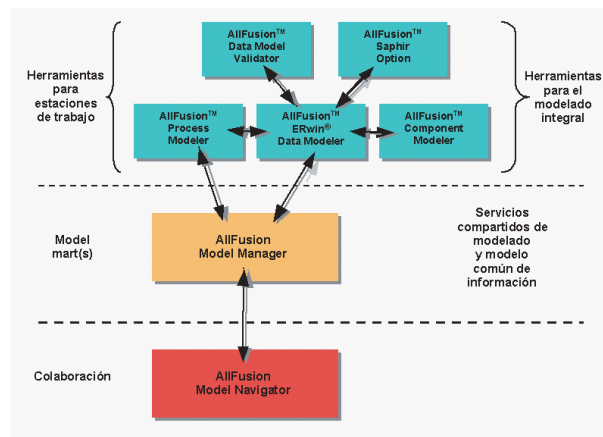 AllFusion™
Data Model
Validator
AllFusion™
Saphir
Option
Herramientas
para
estaciones
de trabajo
Herramientas
para el
modelado
integral
AllFusion™
Process
Modeler
AllFusion™
ERwin®
Data Modeler
AllFusion™
Component
Modeler
Model
mart(s)
AllFusion
Model Manager
Servicios
compartidos de
modelado
y modelo
común de
información
Colaboración
AllFusion
Model Navigator